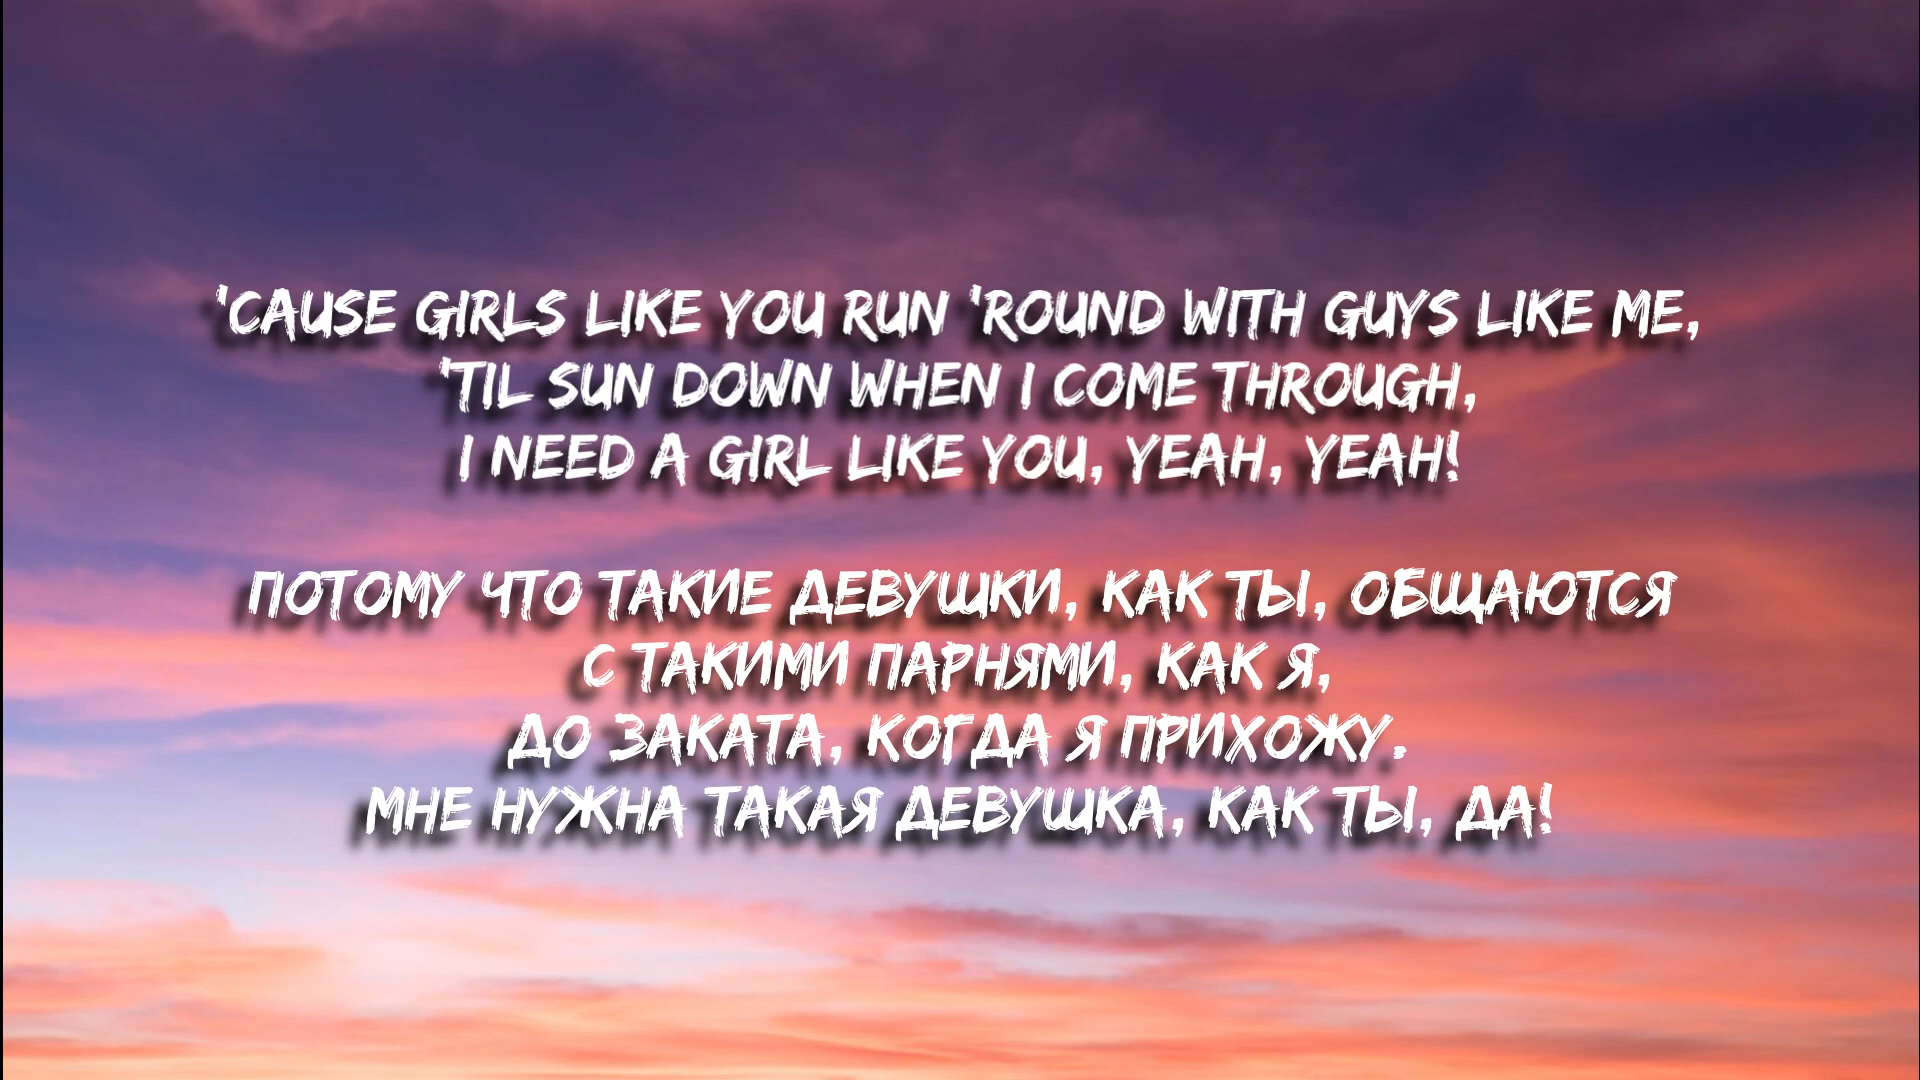 'CAUSE GIRLS LIKE YOU RUN 'ROUND WITH GUYS LIKE ME,
'TIL SUN DOWN WHEN I COME THROUGH,
I NEED A GIRL LIKE YOU, YEAH, YEAH!
ПОТОМУ ЧТО ТАКИЕ ДЕВУШКИ, КАК ТЫ, ОБЩАЮТСЯ
С ТАКИМИ ПАРНЯМИ, КАК Я,
ДО ЗАКАТА, КОГДА Я ПРИХОЖУ.
МНЕ НУЖНА ТАКАЯ ДЕВУШКА, КАК ТЫ, ДА!